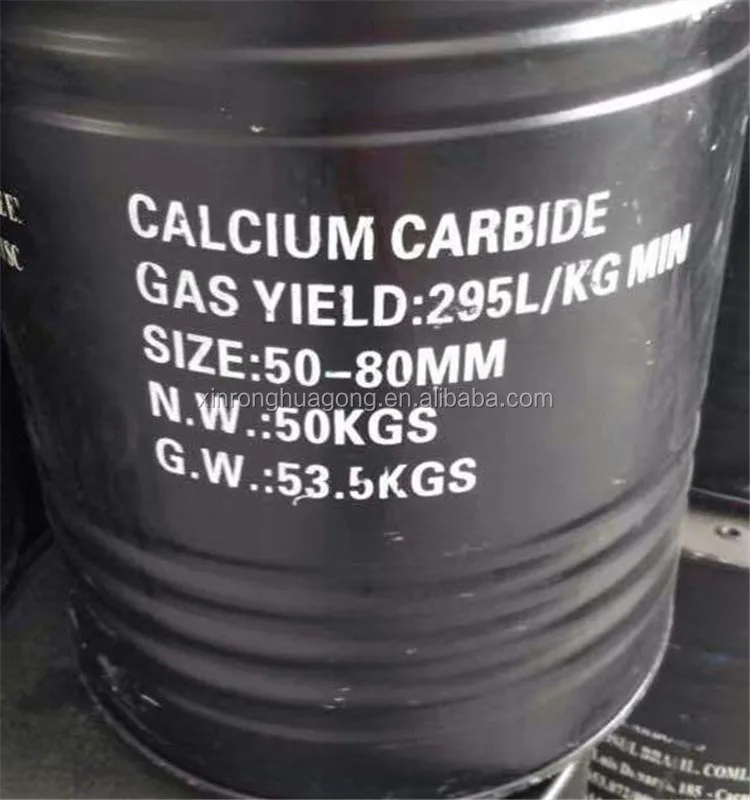 CALCIUM CARBIDE
GAS YIELD:295L/KG MIN
SIZE:50-80MM
xinronghuagong.en.alibaba.com
N.W.:50KGS
G.W.:53.5KGS